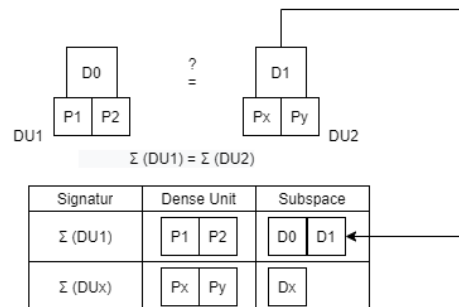 D0 ? D1
=
P1 P2 Px Py
DU1 DU2
Σ (DU1) = Σ (DU2)
Signatur Dense Unit Subspace
Σ (DU1) P1 P2 D0 D1
Σ (DUx) Px Py Dx